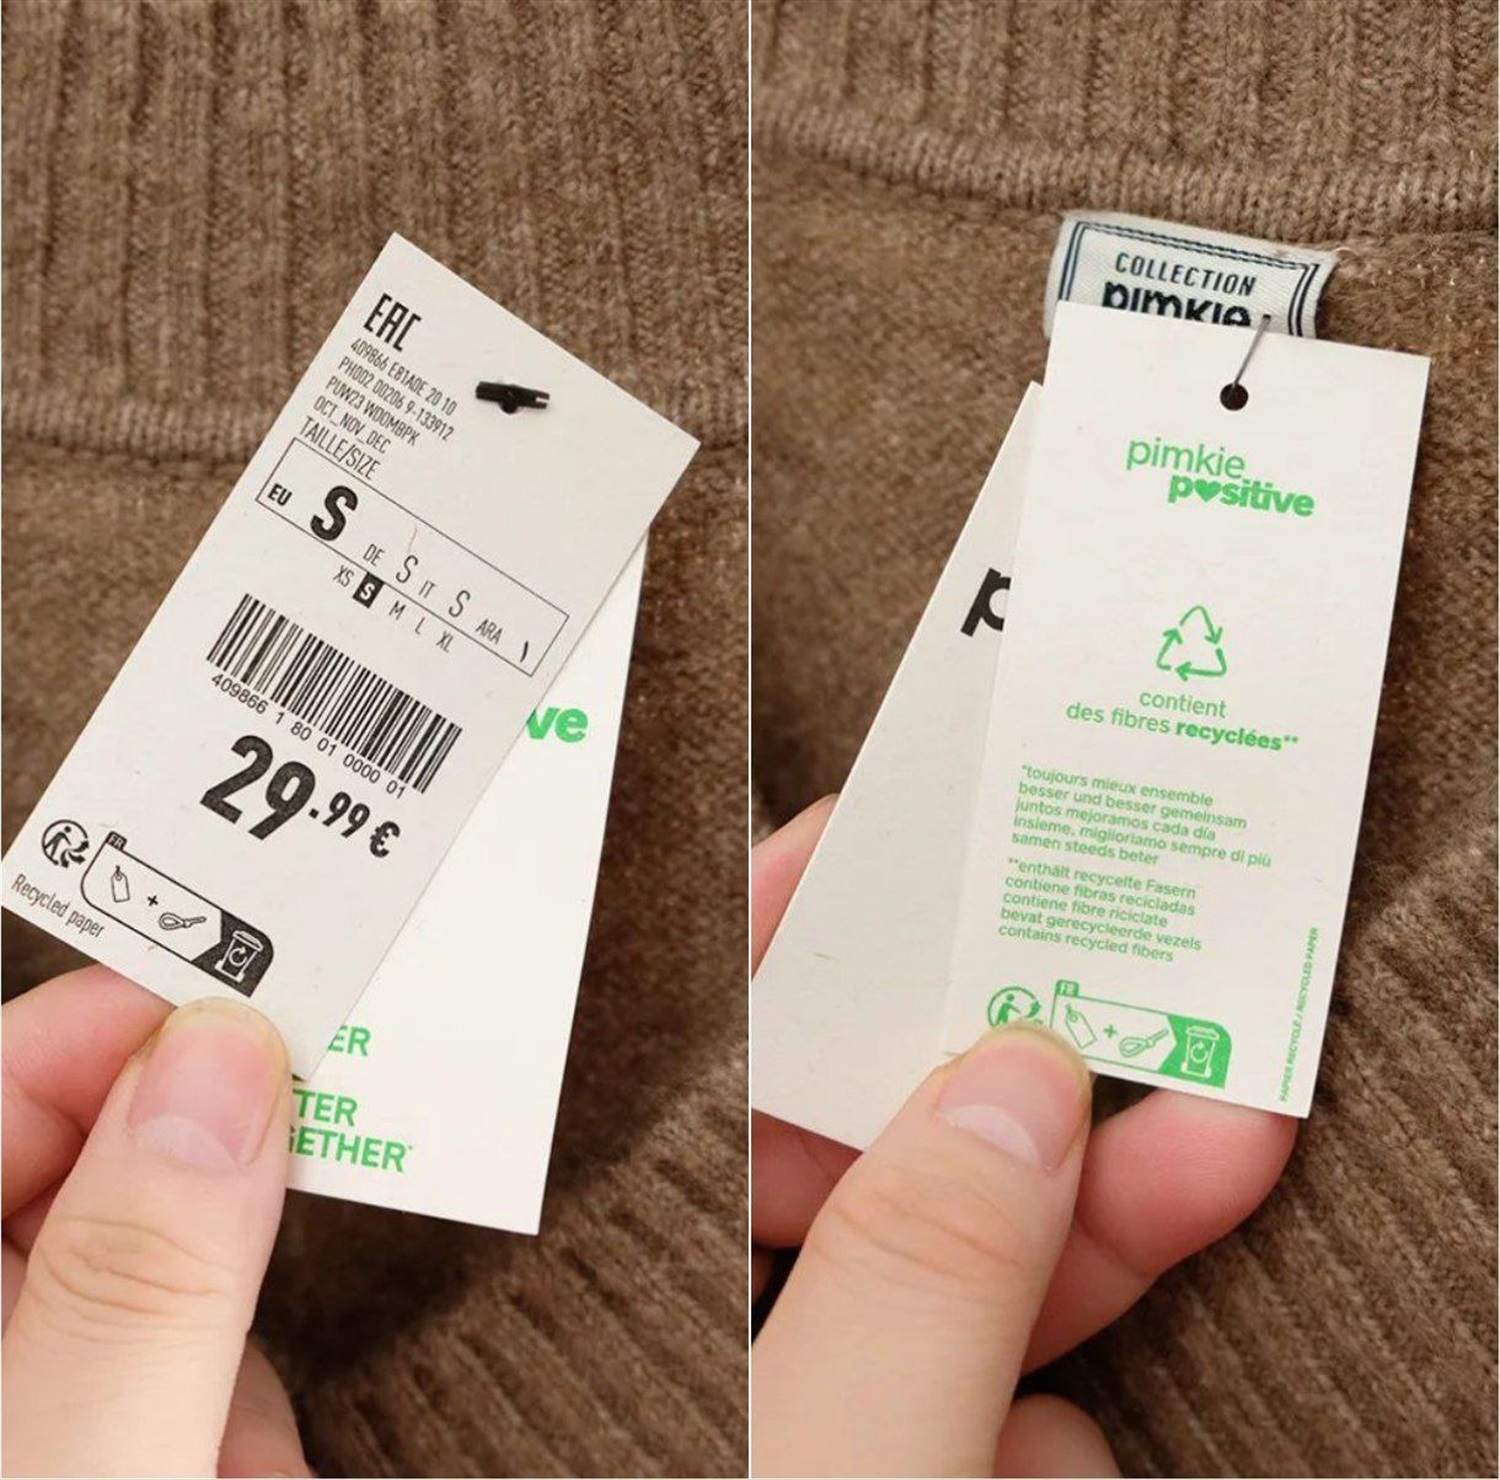 EAC
409866 EB1A0E 20 10
PH002 00206 9-133912
PUW23 WOOMBPK
OCT_NOV_DEC
TAILLE/SIZE
EU S DE S IT S ARA
XS S M L XL
409866 1 80 01 0000 01
29.99 €
FR
Recycled paper
ve
ER
TER
GETHER*
COLLECTION
pimkie
pimkie
p♥sitive
contient
des fibres recyclées**
*toujours mieux ensemble
besser und besser gemeinsam
juntos mejoramos cada día
insieme, miglioriamo sempre di più
samen steeds beter
**enthält recycelte Fasern
contiene fibras recicladas
contiene fibre riciclate
bevat gerecycleerde vezels
contains recycled fibers
FR
PAPIER RECYCLÉ / RECYCLED PAPER
p